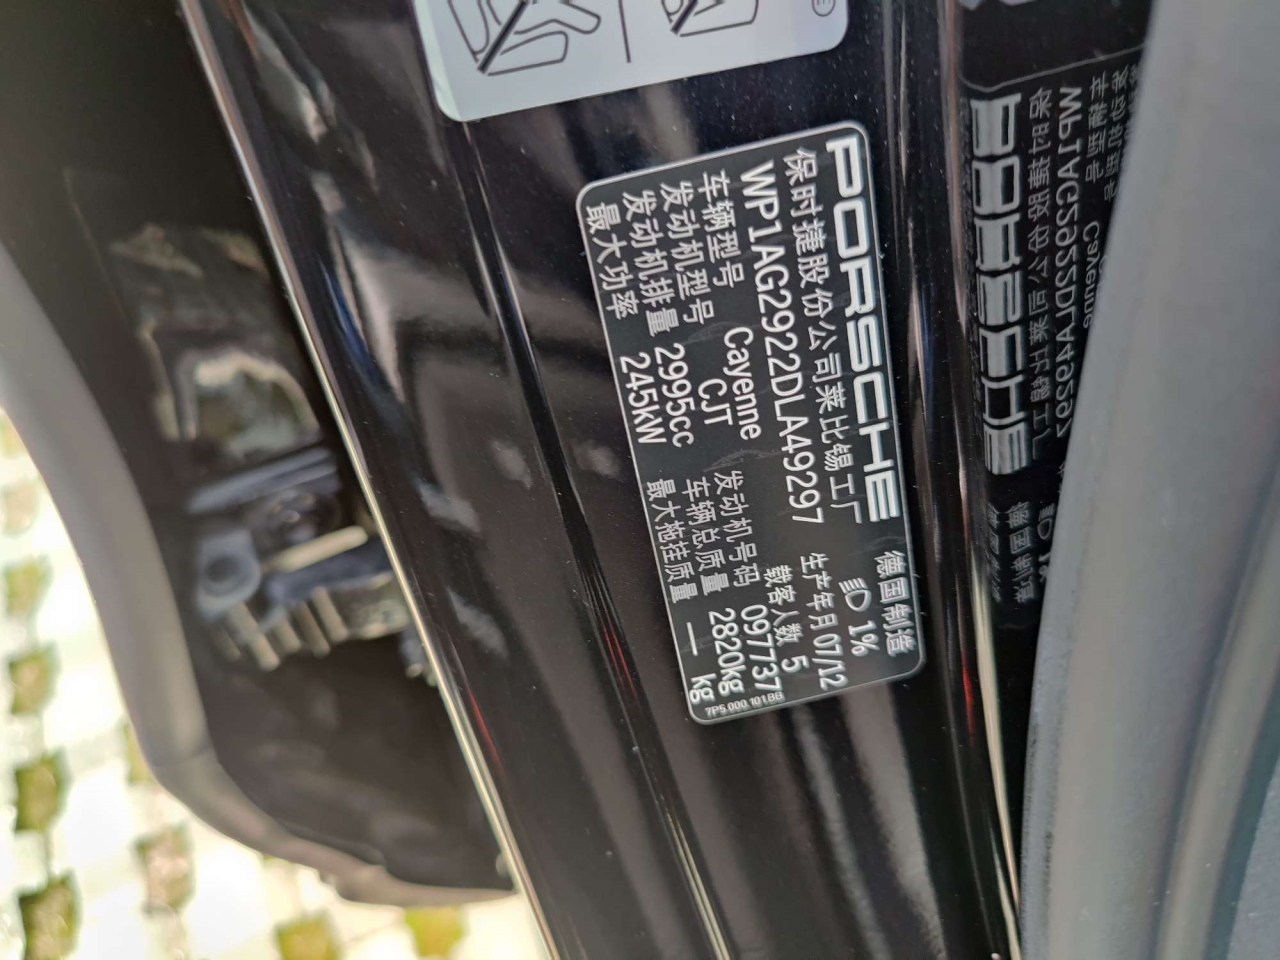 PORSCHE 德国制造
保时捷股份公司莱比锡工厂 1%
WP1AG2922DLA49297 生产年月 07/12
车辆型号 Cayenne 载客人数 5
发动机型号 CJT 发动机号码 097737
发动机排量 2995cc 车辆总质量 2820kg
最大功率 245kW 最大拖挂质量 — kg
7P5.000.101BB